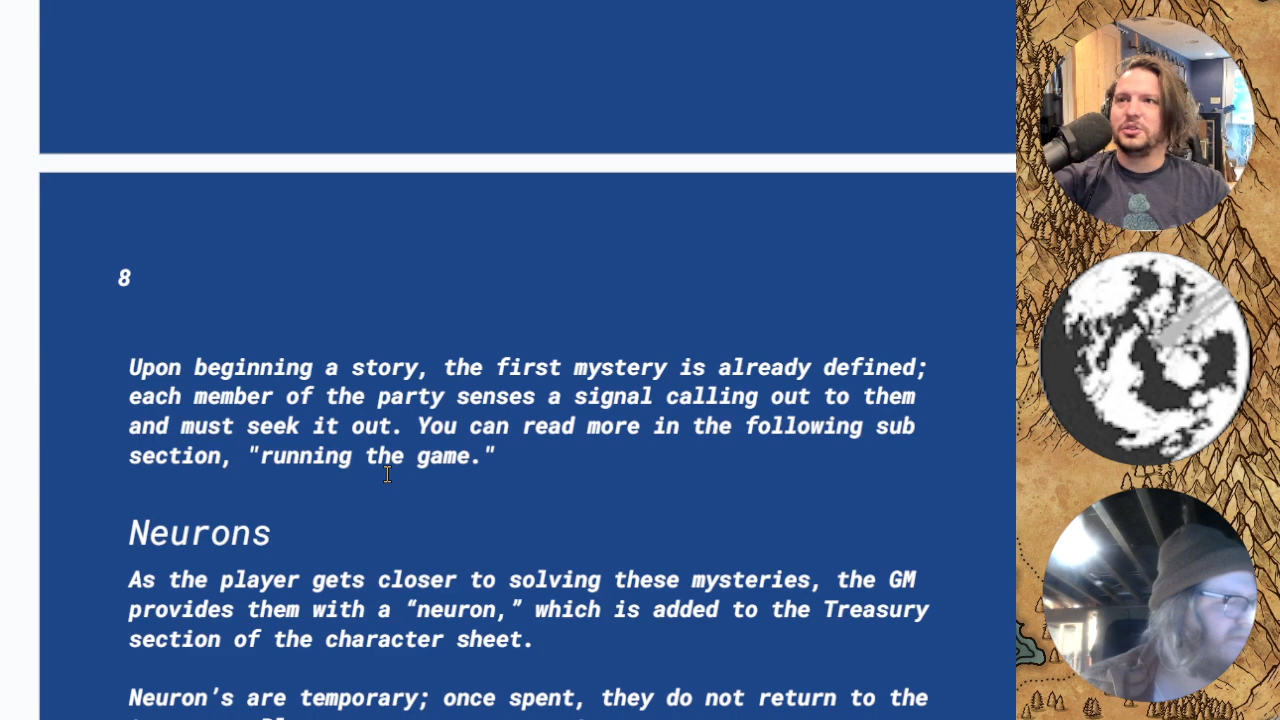 8
Upon beginning a story, the first mystery is already defined;
each member of the party senses a signal calling out to them
and must seek it out. You can read more in the following sub
section, "running the game."
Neurons
As the player gets closer to solving these mysteries, the GM
provides them with a “neuron,” which is added to the Treasury
section of the character sheet.
Neuron’s are temporary; once spent, they do not return to the